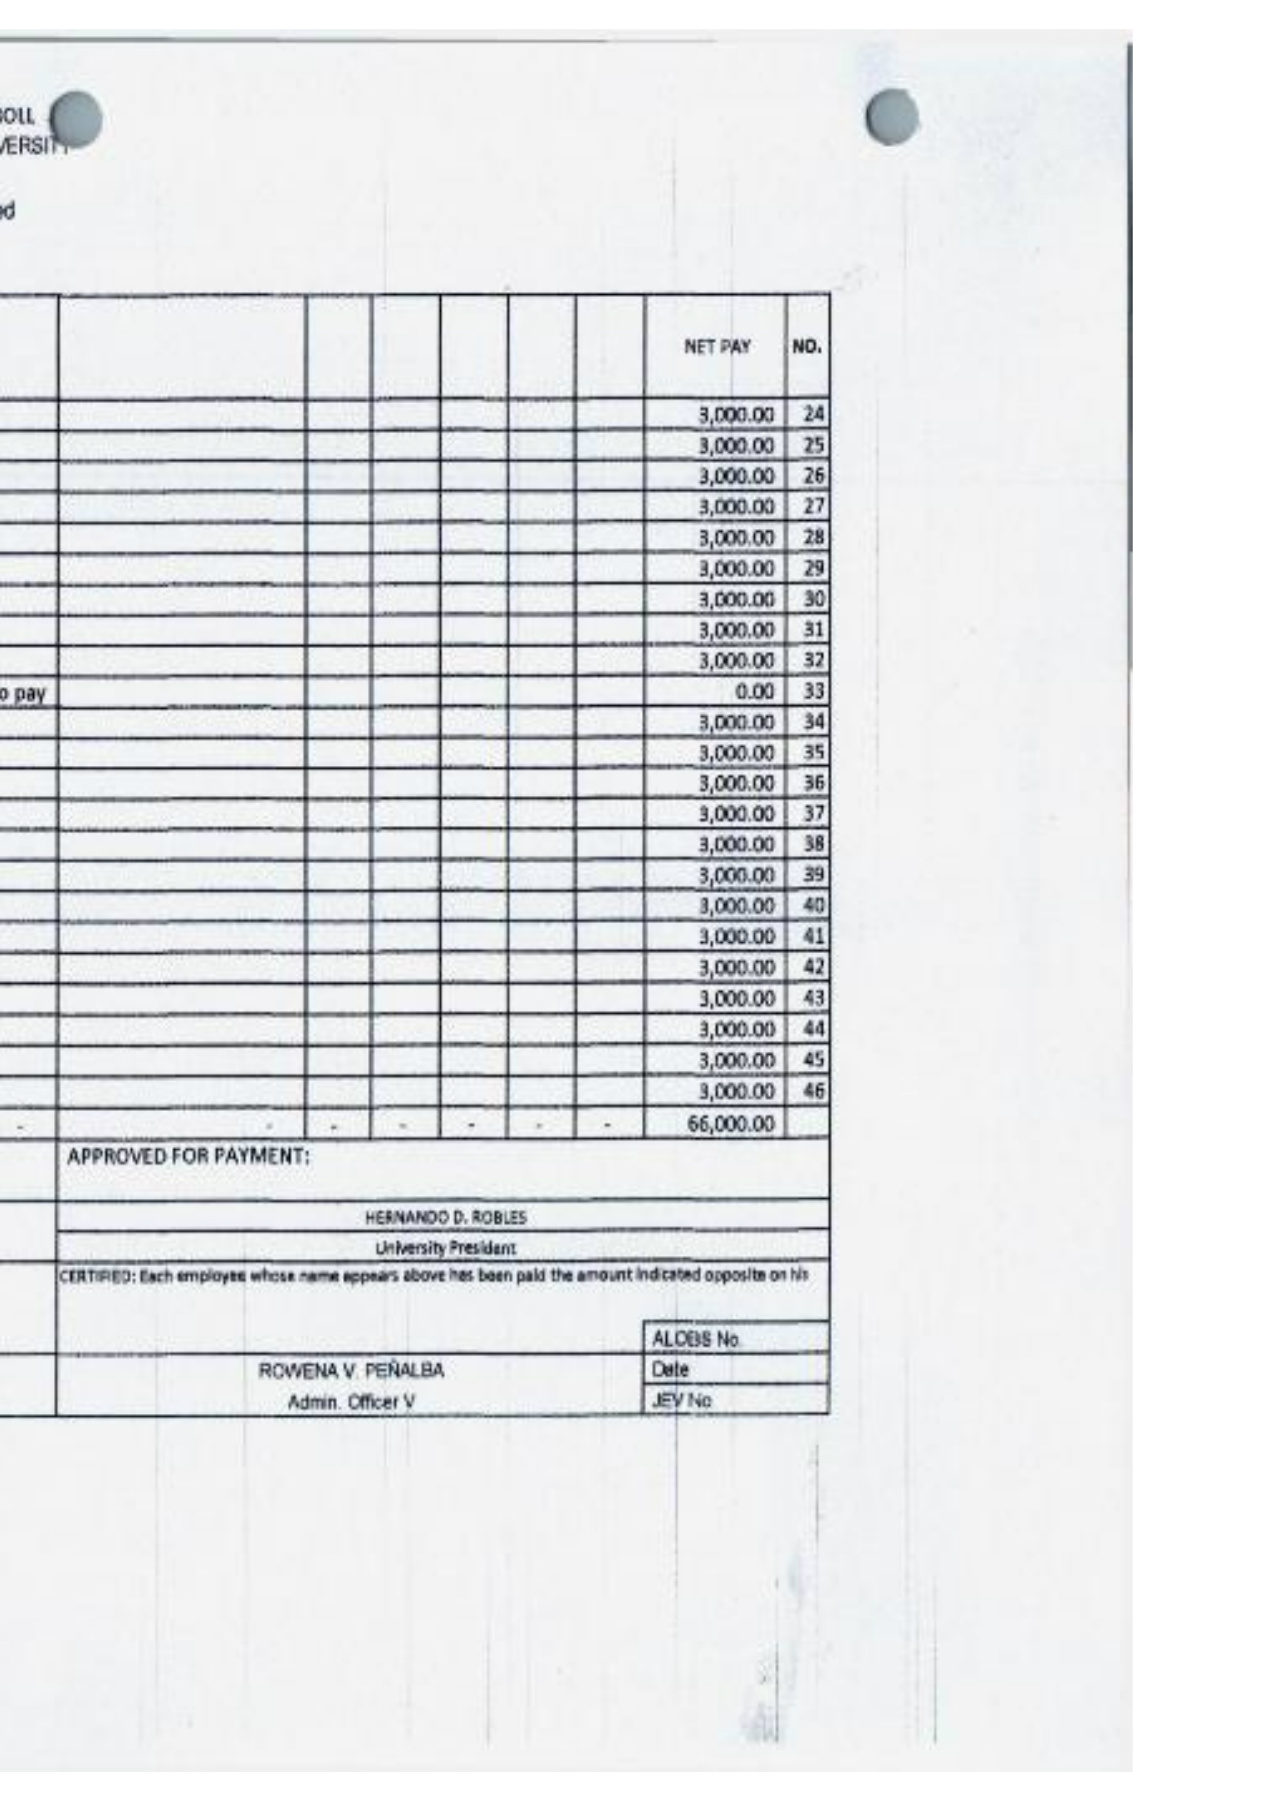 ROLL
VERSITY
ed
NET PAY NO.
3,000.00 24
3,000.00 25
3,000.00 26
3,000.00 27
3,000.00 28
3,000.00 29
3,000.00 30
3,000.00 31
3,000.00 32
o pay 0.00 33
3,000.00 34
3,000.00 35
3,000.00 36
3,000.00 37
3,000.00 38
3,000.00 39
3,000.00 40
3,000.00 41
3,000.00 42
3,000.00 43
3,000.00 44
3,000.00 45
3,000.00 46
- - - - - - - 66,000.00
APPROVED FOR PAYMENT:
HERNANDO D. ROBLES
University President
CERTIFIED: Each employee whose name appears above has been paid the amount indicated opposite on his
ALOBS No.
ROWENA V. PEÑALBA Date
Admin. Officer V JEV No